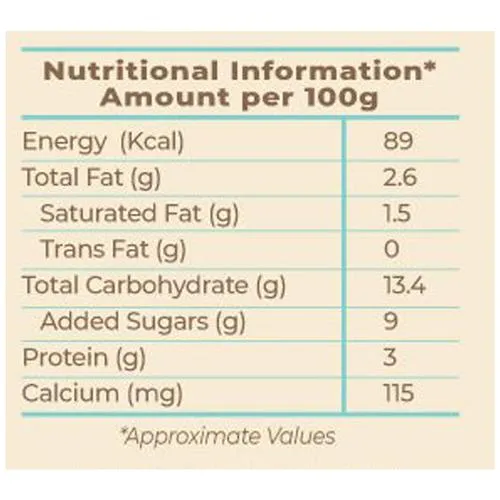 Nutritional Information*
Amount per 100g
Energy (Kcal) 89
Total Fat (g) 2.6
Saturated Fat (g) 1.5
Trans Fat (g) 0
Total Carbohydrate (g) 13.4
Added Sugars (g) 9
Protein (g) 3
Calcium (mg) 115
*Approximate Values